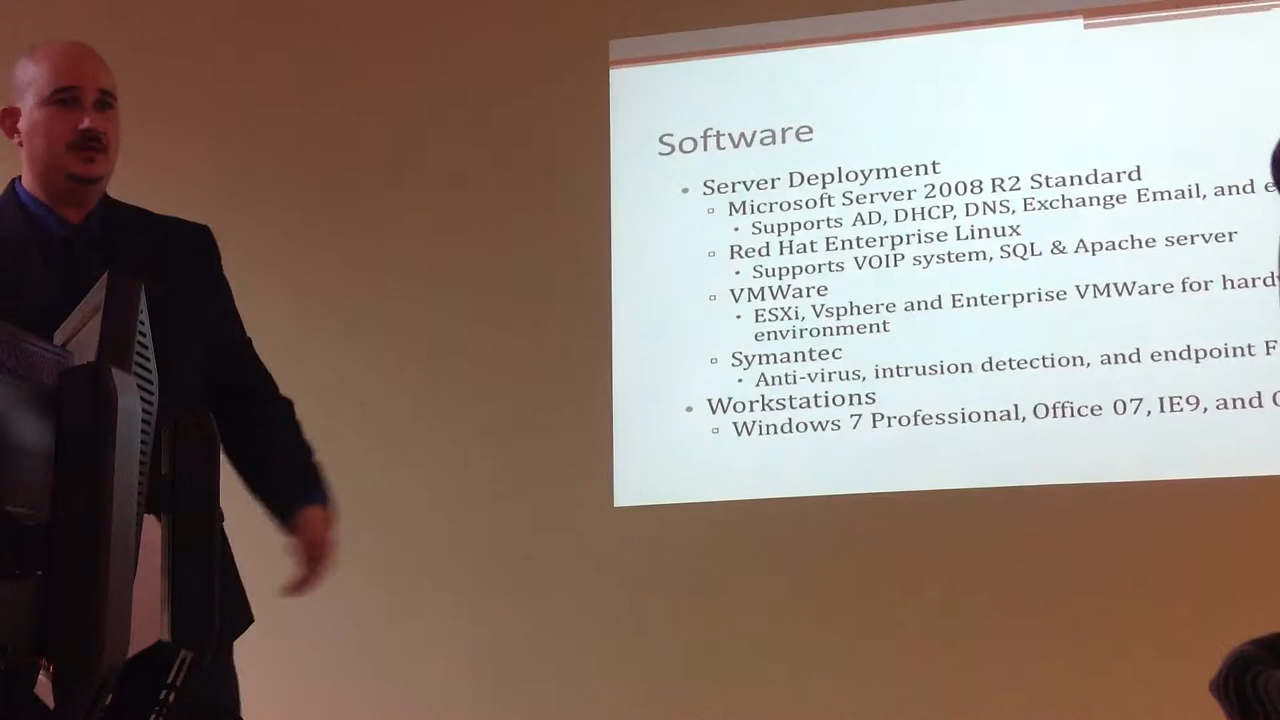 Software
• Server Deployment
▫ Microsoft Server 2008 R2 Standard
• Supports AD, DHCP, DNS, Exchange Email, and
▫ Red Hat Enterprise Linux
• Supports VOIP system, SQL & Apache server
▫ VMWare
• ESXi, Vsphere and Enterprise VMWare for
environment
▫ Symantec
• Anti-virus, intrusion detection, and endpoint
• Workstations
▫ Windows 7 Professional, Office 07, IE9, and